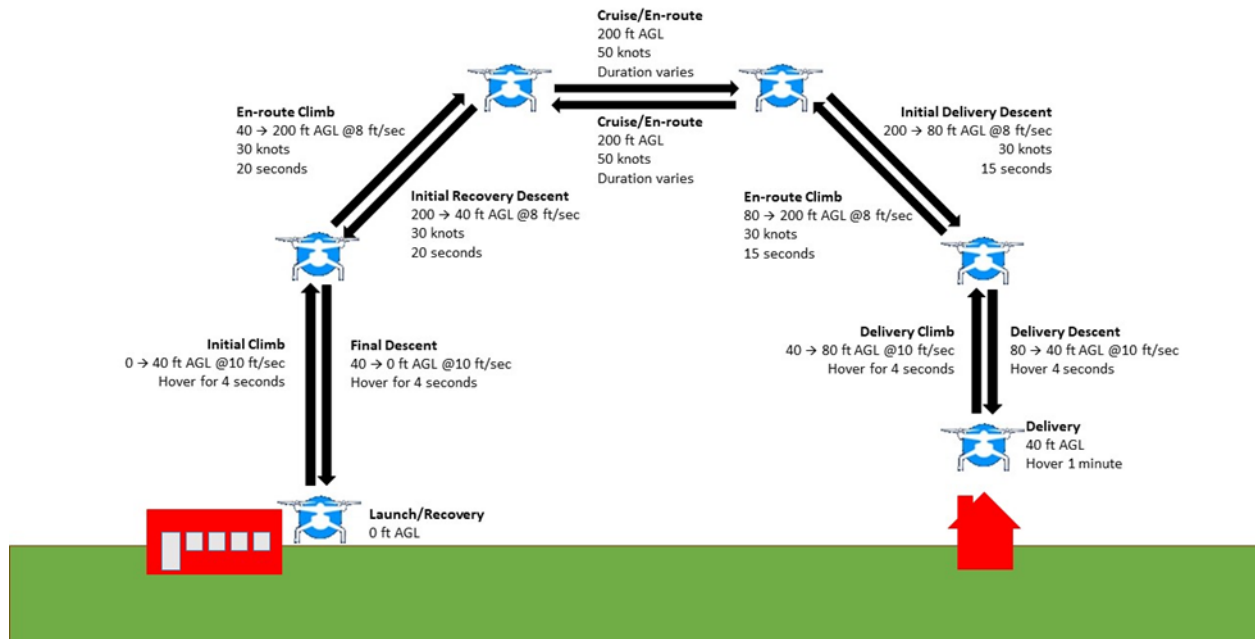 Cruise/En-route
200 ft AGL
50 knots
Duration varies
Cruise/En-route
200 ft AGL
50 knots
Duration varies
En-route Climb
40 → 200 ft AGL @8 ft/sec
30 knots
20 seconds
Initial Recovery Descent
200 → 40 ft AGL @8 ft/sec
30 knots
20 seconds
Initial Delivery Descent
200 → 80 ft AGL @8 ft/sec
30 knots
15 seconds
En-route Climb
80 → 200 ft AGL @8 ft/sec
30 knots
15 seconds
Initial Climb
0 → 40 ft AGL @10 ft/sec
Hover for 4 seconds
Final Descent
40 → 0 ft AGL @10 ft/sec
Hover for 4 seconds
Delivery Climb
40 → 80 ft AGL @10 ft/sec
Hover for 4 seconds
Delivery Descent
80 → 40 ft AGL @10 ft/sec
Hover 4 seconds
Delivery
40 ft AGL
Hover 1 minute
Launch/Recovery
0 ft AGL